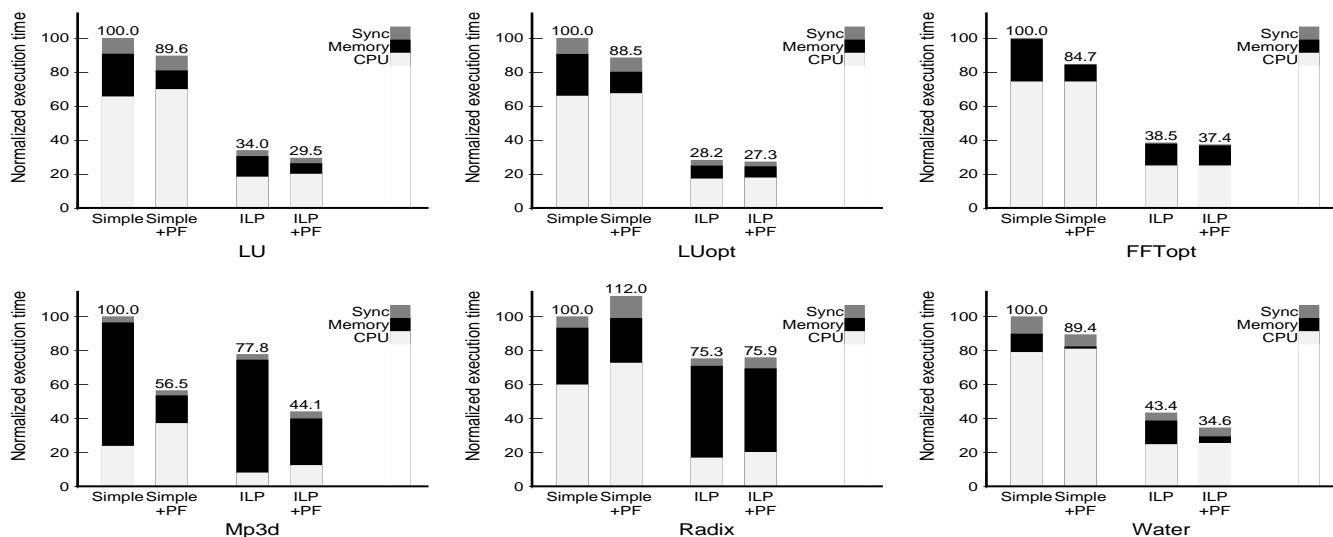 Normalized execution time
0
20
40
60
80
100
100.0
89.6
34.0
29.5
Sync
Memory
CPU
Simple
Simple
+PF
ILP
ILP
+PF
LU
Normalized execution time
0
20
40
60
80
100
100.0
88.5
28.2
27.3
Sync
Memory
CPU
Simple
Simple
+PF
ILP
ILP
+PF
LUopt
Normalized execution time
0
20
40
60
80
100
100.0
84.7
38.5
37.4
Sync
Memory
CPU
Simple
Simple
+PF
ILP
ILP
+PF
FFTopt
Normalized execution time
0
20
40
60
80
100
100.0
56.5
77.8
44.1
Sync
Memory
CPU
Simple
Simple
+PF
ILP
ILP
+PF
Mp3d
Normalized execution time
0
20
40
60
80
100
100.0
112.0
75.3
75.9
Sync
Memory
CPU
Simple
Simple
+PF
ILP
ILP
+PF
Radix
Normalized execution time
0
20
40
60
80
100
100.0
89.4
43.4
34.6
Sync
Memory
CPU
Simple
Simple
+PF
ILP
ILP
+PF
Water